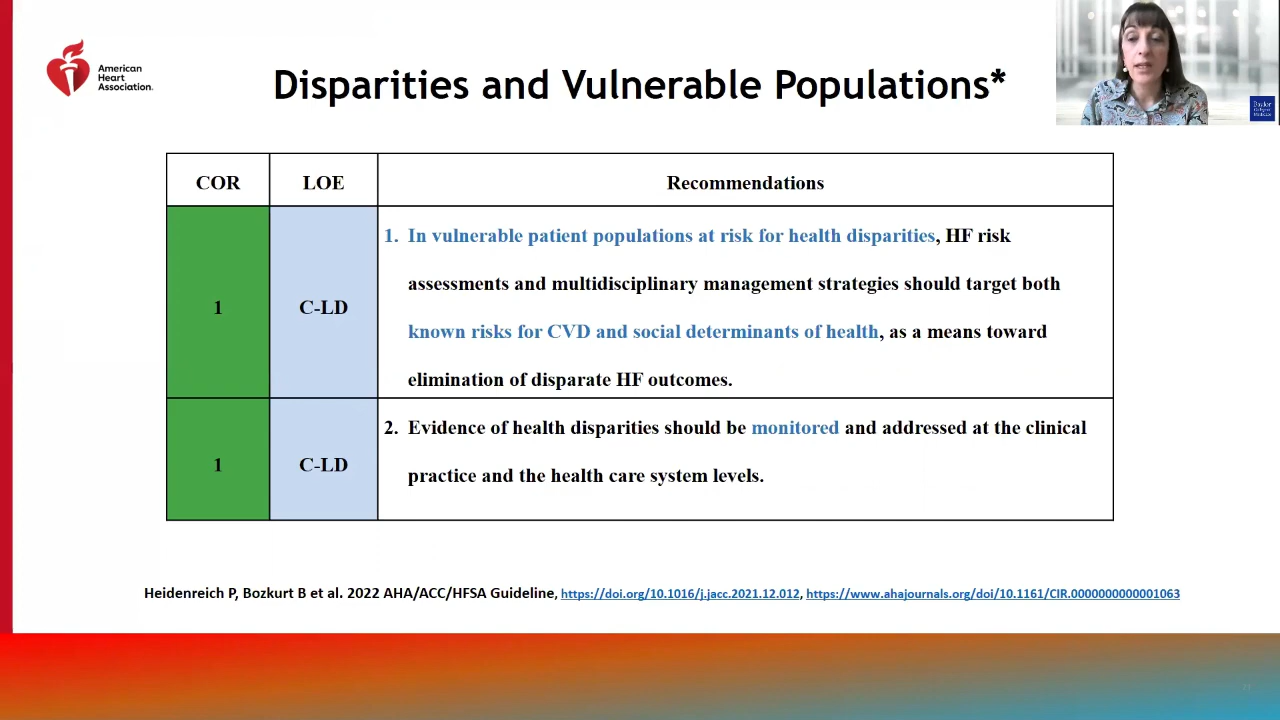 American
Heart
Association.
Disparities and Vulnerable Populations*
Baylor
College of
Medicine
COR
LOE
Recommendations
1
C-LD
1. In vulnerable patient populations at risk for health disparities, HF risk
assessments and multidisciplinary management strategies should target both
known risks for CVD and social determinants of health, as a means toward
elimination of disparate HF outcomes.
1
C-LD
2. Evidence of health disparities should be monitored and addressed at the clinical
practice and the health care system levels.
Heidenreich P, Bozkurt B et al. 2022 AHA/ACC/HFSA Guideline, https://doi.org/10.1016/j.jacc.2021.12.012, https://www.ahajournals.org/doi/10.1161/CIR.0000000000001063